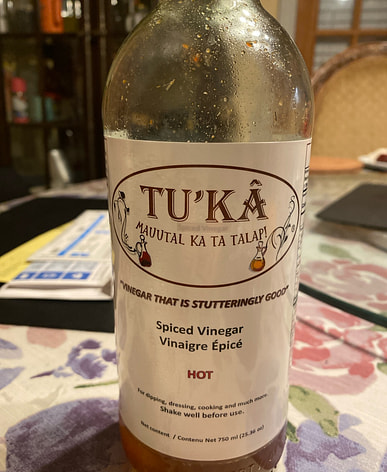 TU'KÂ
MAUUTAL KA TA TALAP!
"VINEGAR THAT IS STUTTERINGLY GOOD"
Spiced Vinegar
Vinaigre Épicé
HOT
For dipping, dressing, cooking and much more.
Shake well before use.
Net content / Contenu Net 750 ml (25.36 oz)